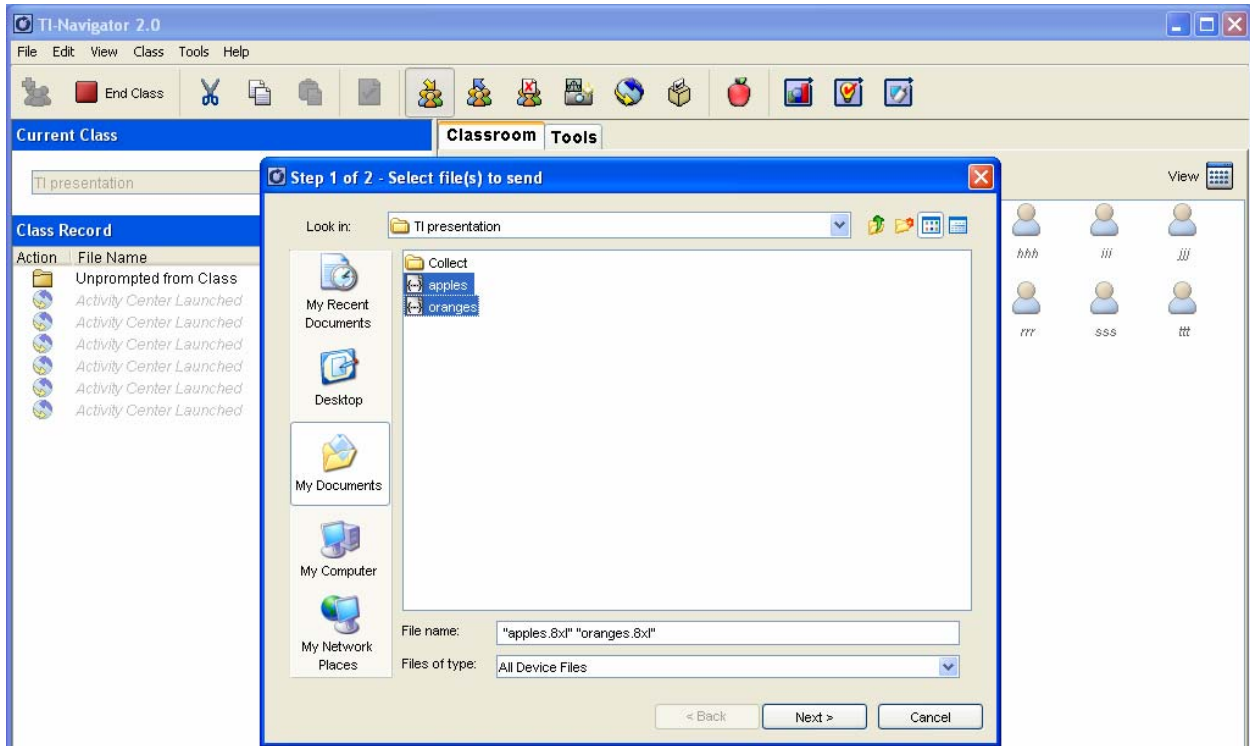 TI-Navigator 2.0
File Edit View Class Tools Help
End Class
Current Class
Classroom Tools
TI presentation
View
Class Record
Action File Name
Unprompted from Class
Activity Center Launched
Activity Center Launched
Activity Center Launched
Activity Center Launched
Activity Center Launched
Activity Center Launched
hhh iii jjj
rrr sss ttt
Step 1 of 2 - Select file(s) to send
Look in: TI presentation
My Recent
Documents
Desktop
My Documents
My Computer
My Network
Places
Collect
apples
oranges
File name: "apples.8xl" "oranges.8xl"
Files of type: All Device Files
< Back Next > Cancel